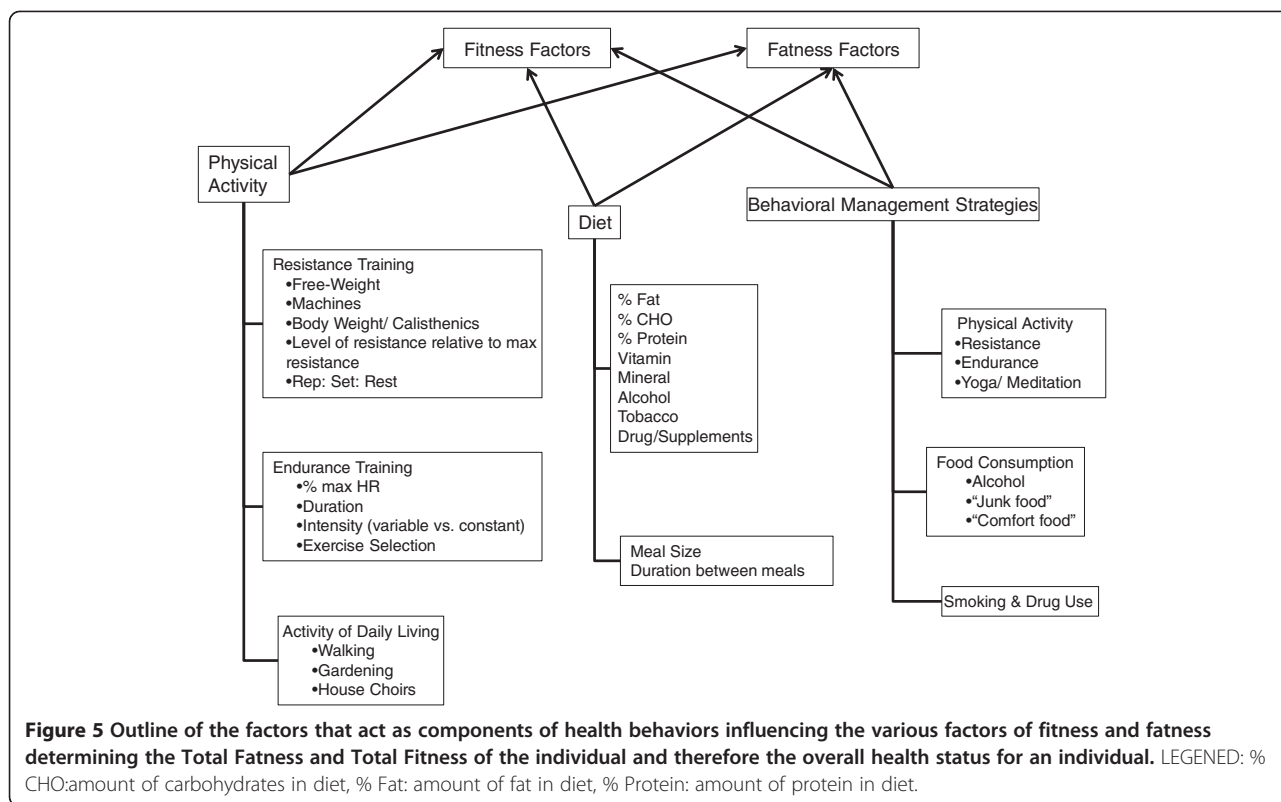 Fitness Factors
Fatness Factors
Physical
Activity
Resistance Training
•Free-Weight
•Machines
•Body Weight/ Calisthenics
•Level of resistance relative to max
resistance
•Rep: Set: Rest
Endurance Training
•% max HR
•Duration
•Intensity (variable vs. constant)
•Exercise Selection
Activity of Daily Living
•Walking
•Gardening
•House Choirs
Diet
% Fat
% CHO
% Protein
Vitamin
Mineral
Alcohol
Tobacco
Drug/Supplements
Meal Size
Duration between meals
Behavioral Management Strategies
Physical Activity
•Resistance
•Endurance
•Yoga/ Meditation
Food Consumption
•Alcohol
•“Junk food”
•“Comfort food”
Smoking & Drug Use
Figure 5 Outline of the factors that act as components of health behaviors influencing the various factors of fitness and fatness
determining the Total Fatness and Total Fitness of the individual and therefore the overall health status for an individual. LEGENED: %
CHO:amount of carbohydrates in diet, % Fat: amount of fat in diet, % Protein: amount of protein in diet.